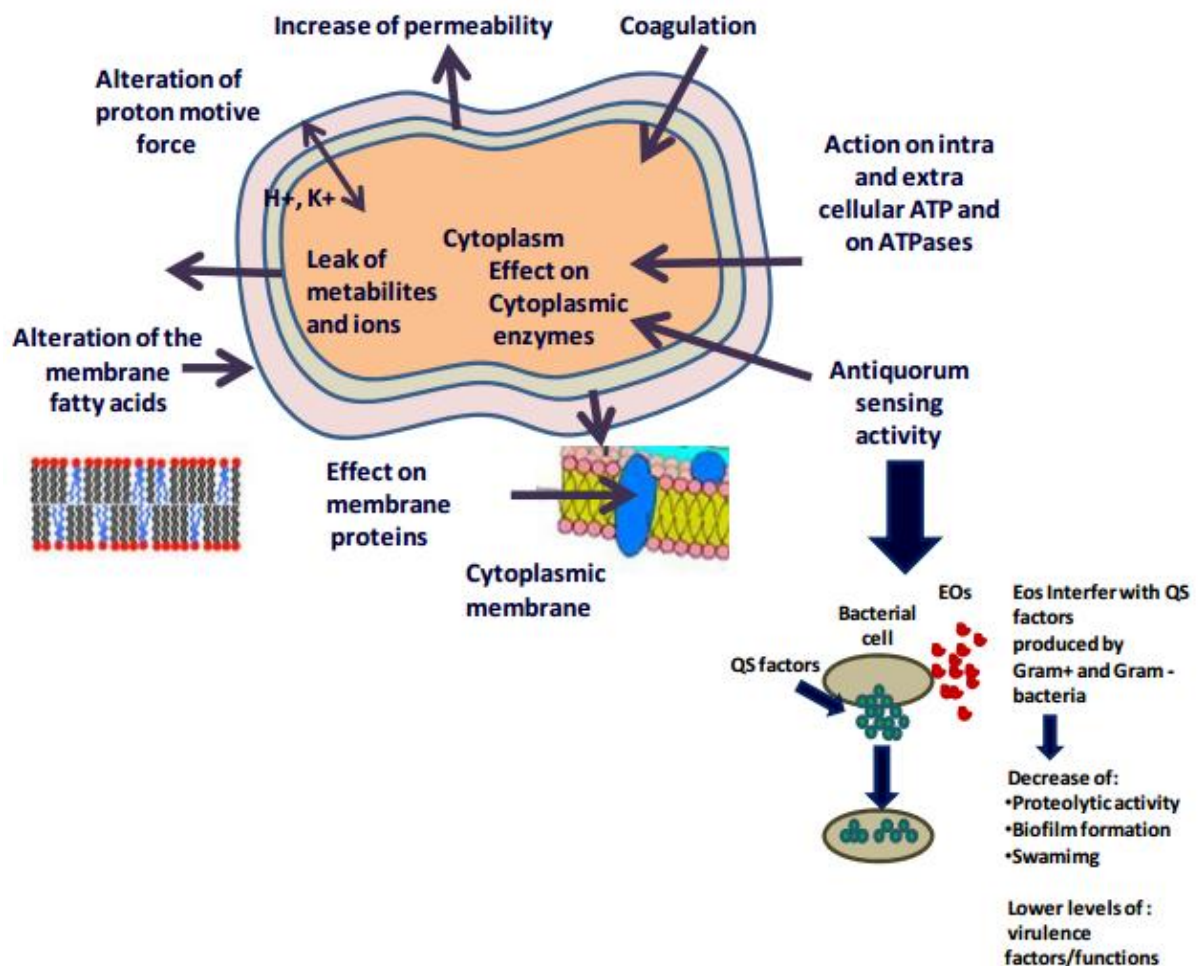 Increase of permeability
Coagulation
Alteration of
proton motive
force
H+, K+
Action on intra
and extra
cellular ATP and
on ATPases
Cytoplasm
Effect on
Cytoplasmic
enzymes
Leak of
metabilites
and ions
Alteration of the
membrane
fatty acids
Antiquorum
sensing
activity
Effect on
membrane
proteins
Cytoplasmic
membrane
EOs
Bacterial
cell
QS factors
Eos Interfer with QS
factors
produced by
Gram+ and Gram -
bacteria
Decrease of:
•Proteolytic activity
•Biofilm formation
•Swamimg
Lower levels of :
virulence
factors/functions